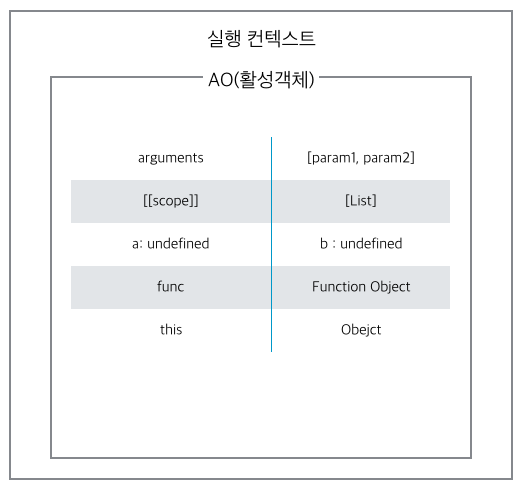 실행 컨텍스트
AO(활성객체)
arguments [param1, param2]
[[scope]] [List]
a: undefined b : undefined
func Function Object
this Obejct